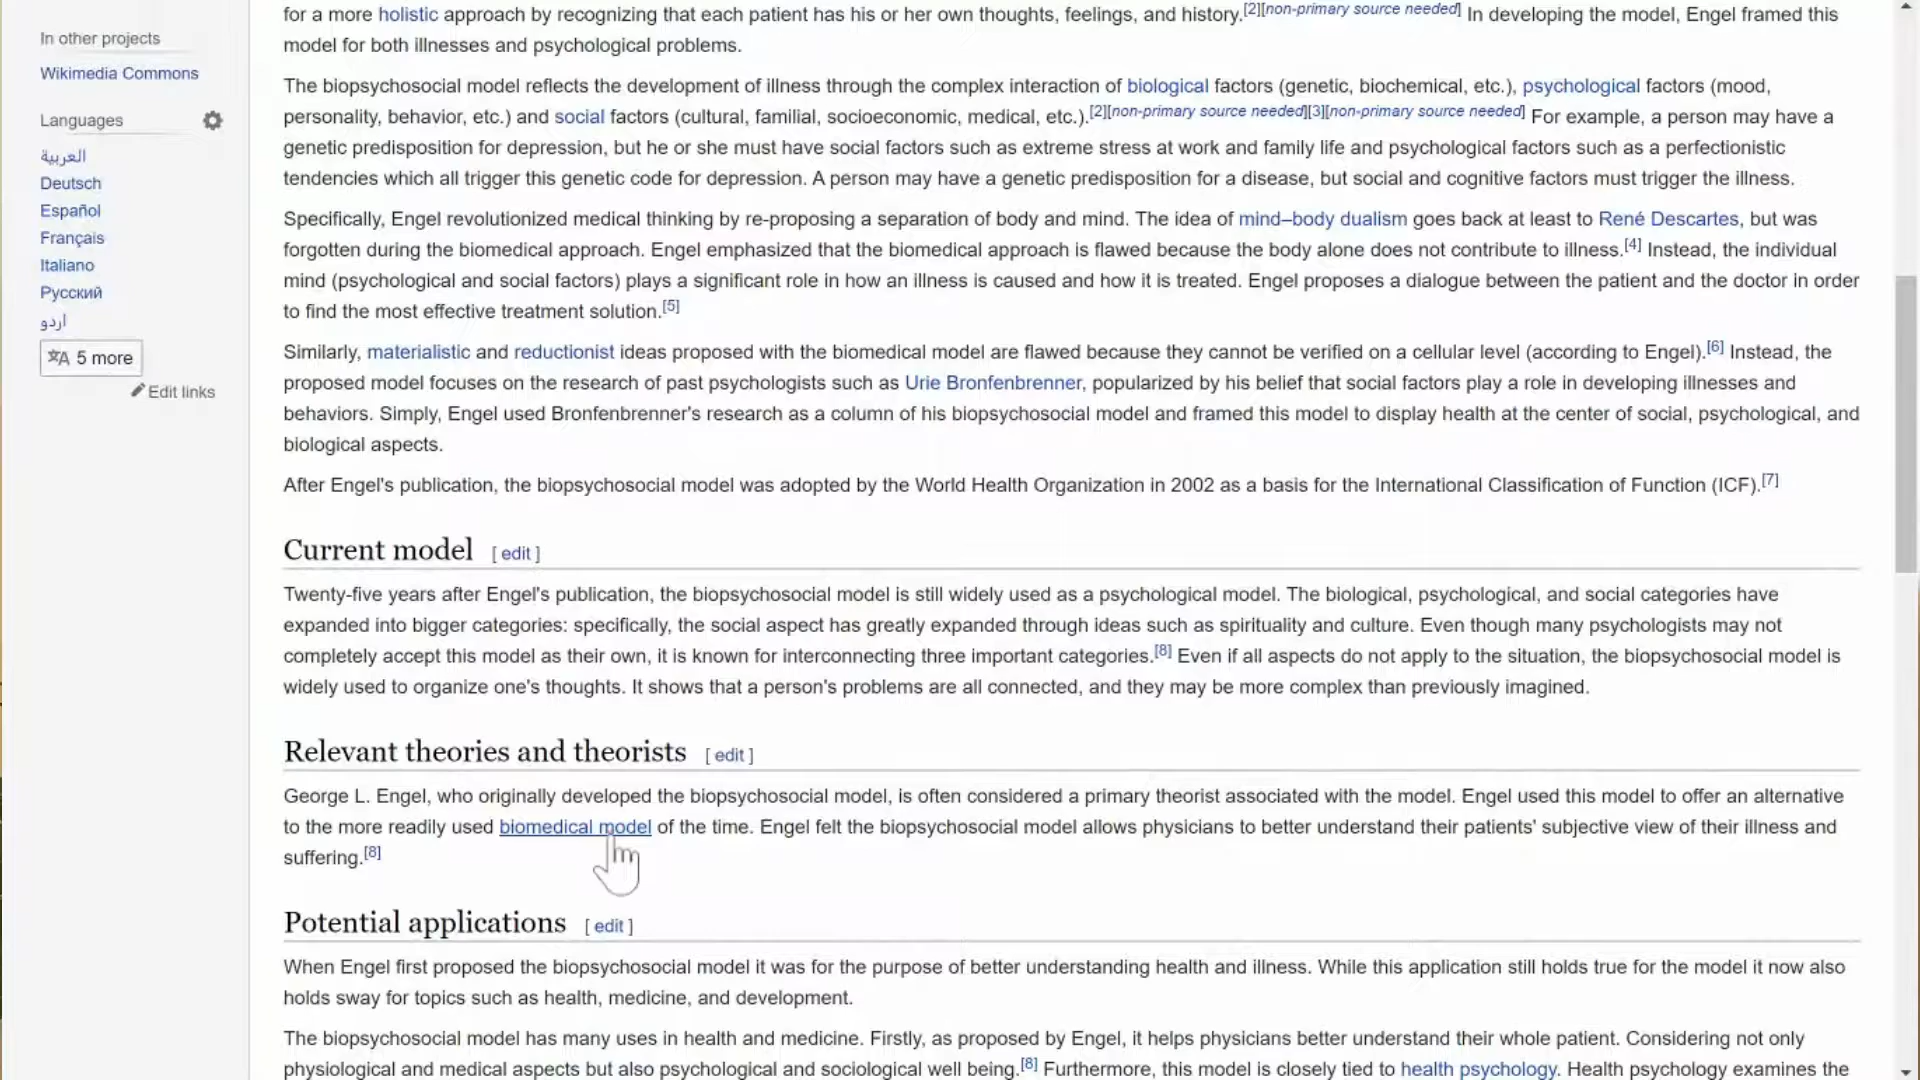 In other projects
Wikimedia Commons
Languages
العربية
Deutsch
Español
Français
Italiano
Русский
اردو
5 more
Edit links
for a more holistic approach by recognizing that each patient has his or her own thoughts, feelings, and history.[2][non-primary source needed] In developing the model, Engel framed this
model for both illnesses and psychological problems.
The biopsychosocial model reflects the development of illness through the complex interaction of biological factors (genetic, biochemical, etc.), psychological factors (mood,
personality, behavior, etc.) and social factors (cultural, familial, socioeconomic, medical, etc.).[2][non-primary source needed][3][non-primary source needed] For example, a person may have a
genetic predisposition for depression, but he or she must have social factors such as extreme stress at work and family life and psychological factors such as a perfectionistic
tendencies which all trigger this genetic code for depression. A person may have a genetic predisposition for a disease, but social and cognitive factors must trigger the illness.
Specifically, Engel revolutionized medical thinking by re-proposing a separation of body and mind. The idea of mind–body dualism goes back at least to René Descartes, but was
forgotten during the biomedical approach. Engel emphasized that the biomedical approach is flawed because the body alone does not contribute to illness.[4] Instead, the individual
mind (psychological and social factors) plays a significant role in how an illness is caused and how it is treated. Engel proposes a dialogue between the patient and the doctor in order
to find the most effective treatment solution.[5]
Similarly, materialistic and reductionist ideas proposed with the biomedical model are flawed because they cannot be verified on a cellular level (according to Engel).[6] Instead, the
proposed model focuses on the research of past psychologists such as Urie Bronfenbrenner, popularized by his belief that social factors play a role in developing illnesses and
behaviors. Simply, Engel used Bronfenbrenner's research as a column of his biopsychosocial model and framed this model to display health at the center of social, psychological, and
biological aspects.
After Engel's publication, the biopsychosocial model was adopted by the World Health Organization in 2002 as a basis for the International Classification of Function (ICF).[7]
Current model [ edit ]
Twenty-five years after Engel's publication, the biopsychosocial model is still widely used as a psychological model. The biological, psychological, and social categories have
expanded into bigger categories: specifically, the social aspect has greatly expanded through ideas such as spirituality and culture. Even though many psychologists may not
completely accept this model as their own, it is known for interconnecting three important categories.[8] Even if all aspects do not apply to the situation, the biopsychosocial model is
widely used to organize one's thoughts. It shows that a person's problems are all connected, and they may be more complex than previously imagined.
Relevant theories and theorists [ edit ]
George L. Engel, who originally developed the biopsychosocial model, is often considered a primary theorist associated with the model. Engel used this model to offer an alternative
to the more readily used biomedical model of the time. Engel felt the biopsychosocial model allows physicians to better understand their patients' subjective view of their illness and
suffering.[8]
Potential applications [ edit ]
When Engel first proposed the biopsychosocial model it was for the purpose of better understanding health and illness. While this application still holds true for the model it now also
holds sway for topics such as health, medicine, and development.
The biopsychosocial model has many uses in health and medicine. Firstly, as proposed by Engel, it helps physicians better understand their whole patient. Considering not only
physiological and medical aspects but also psychological and sociological well being.[8] Furthermore, this model is closely tied to health psychology. Health psychology examines the